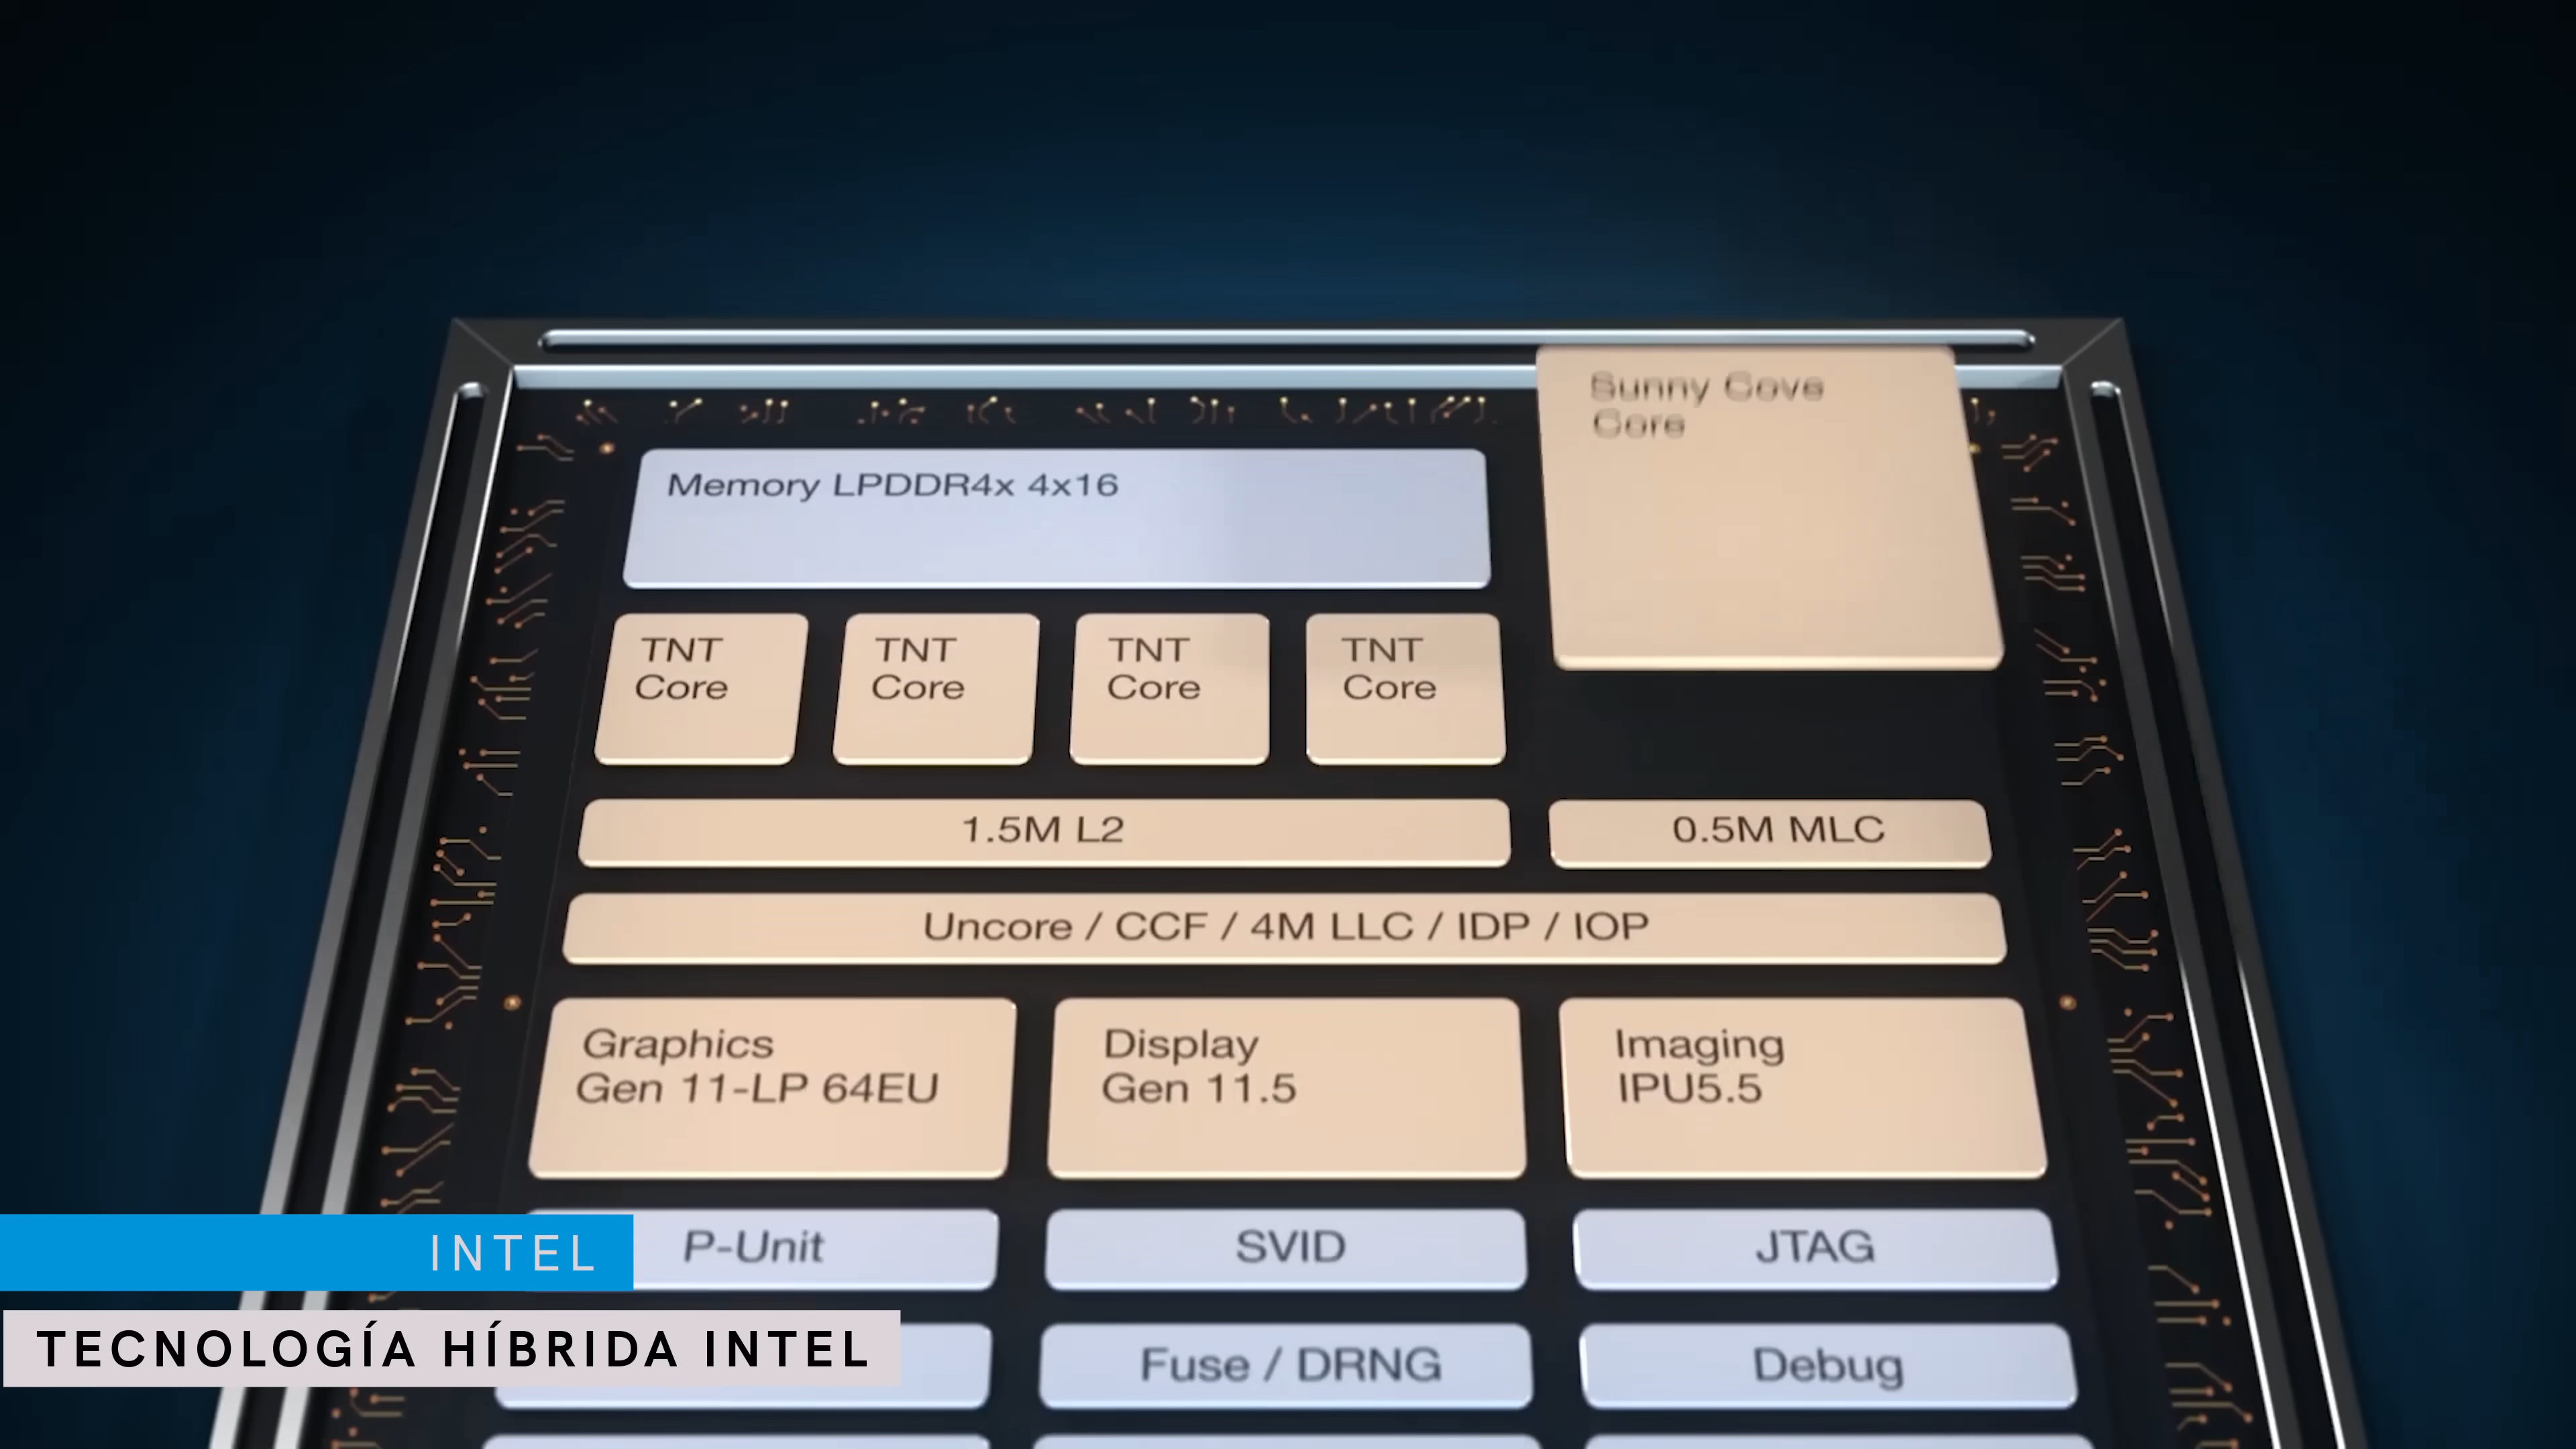 Sunny Cove
Core
Memory LPDDR4x 4x16
TNT
Core
TNT
Core
TNT
Core
TNT
Core
1.5M L2
0.5M MLC
Uncore / CCF / 4M LLC / IDP / IOP
Graphics
Gen 11-LP 64EU
Display
Gen 11.5
Imaging
IPU5.5
P-Unit
SVID
JTAG
Fuse / DRNG
Debug
INTEL
TECNOLOGÍA HÍBRIDA INTEL